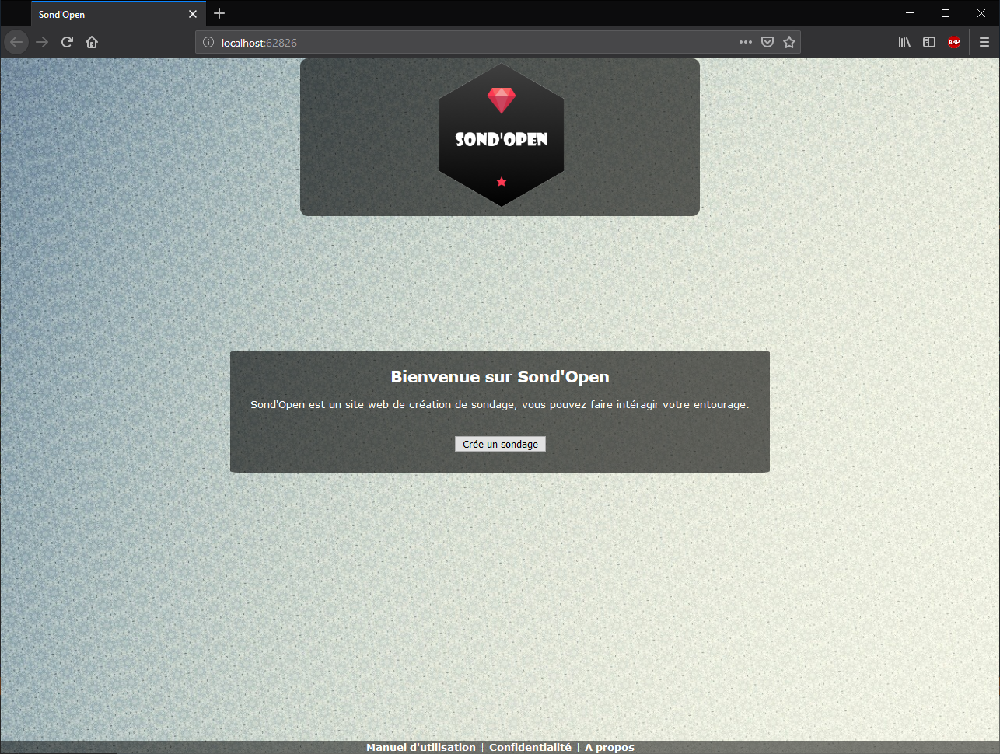 Sond'Open
localhost:62826
ABP
SOND'OPEN
Bienvenue sur Sond'Open
Sond'Open est un site web de création de sondage, vous pouvez faire intéragir votre entourage.
Crée un sondage
Manuel d'utilisation | Confidentialité | A propos